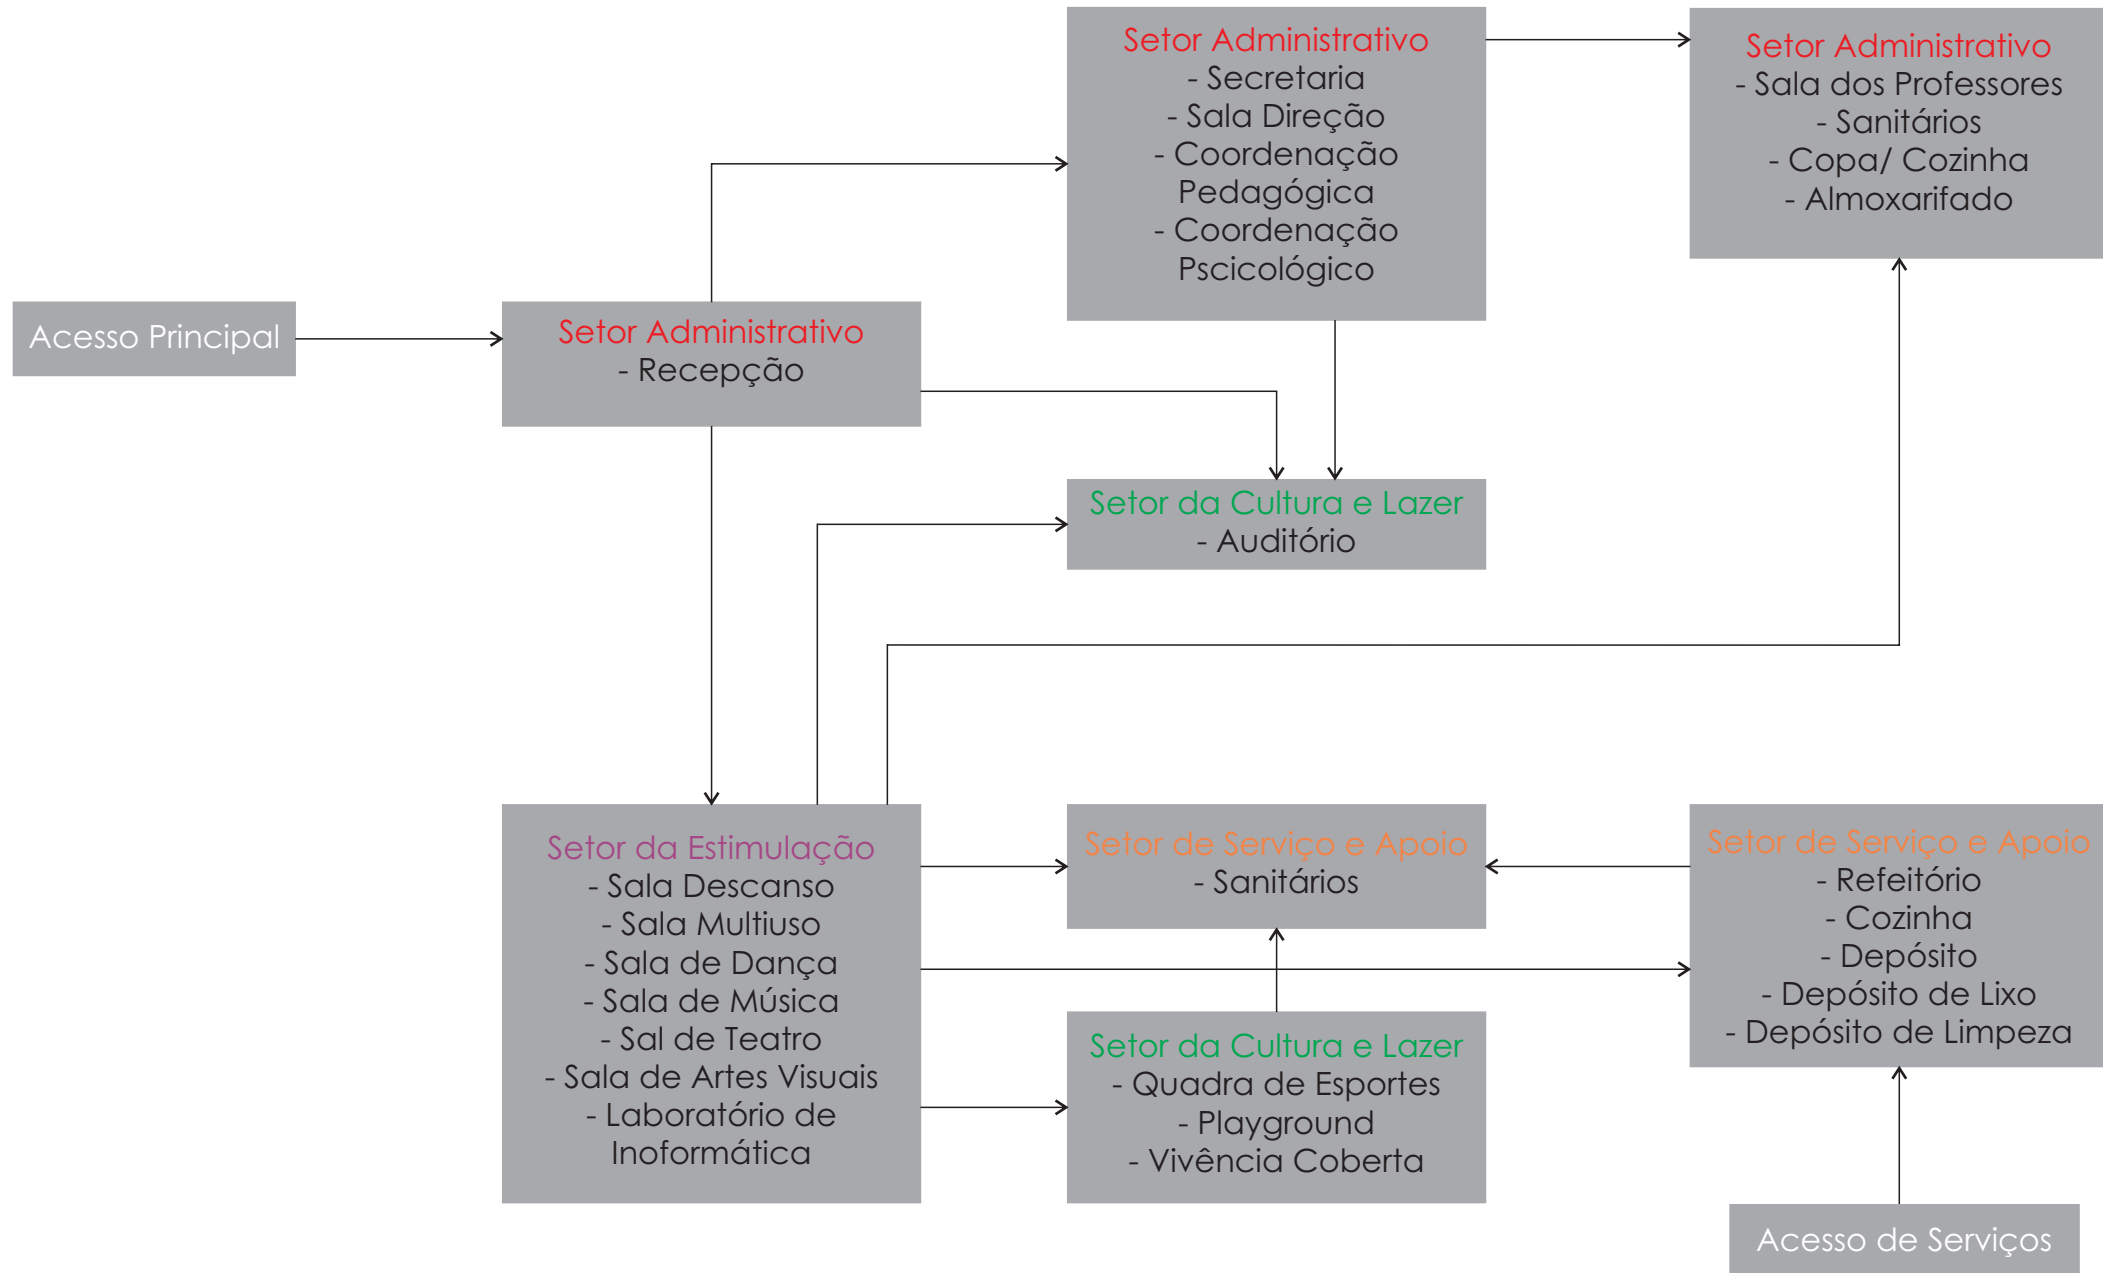 Setor Administrativo
- Secretaria
- Sala Direção
- Coordenação
Pedagógica
- Coordenação
Pscicológico
Setor Administrativo
- Sala dos Professores
- Sanitários
- Copa/ Cozinha
- Almoxarifado
Acesso Principal
Setor Administrativo
- Recepção
Setor da Cultura e Lazer
- Auditório
Setor da Estimulação
- Sala Descanso
- Sala Multiuso
- Sala de Dança
- Sala de Música
- Sal de Teatro
- Sala de Artes Visuais
- Laboratório de
Inoformática
Setor de Serviço e Apoio
- Sanitários
Setor da Cultura e Lazer
- Quadra de Esportes
- Playground
- Vivência Coberta
Setor de Serviço e Apoio
- Refeitório
- Cozinha
- Depósito
- Depósito de Lixo
- Depósito de Limpeza
Acesso de Serviços